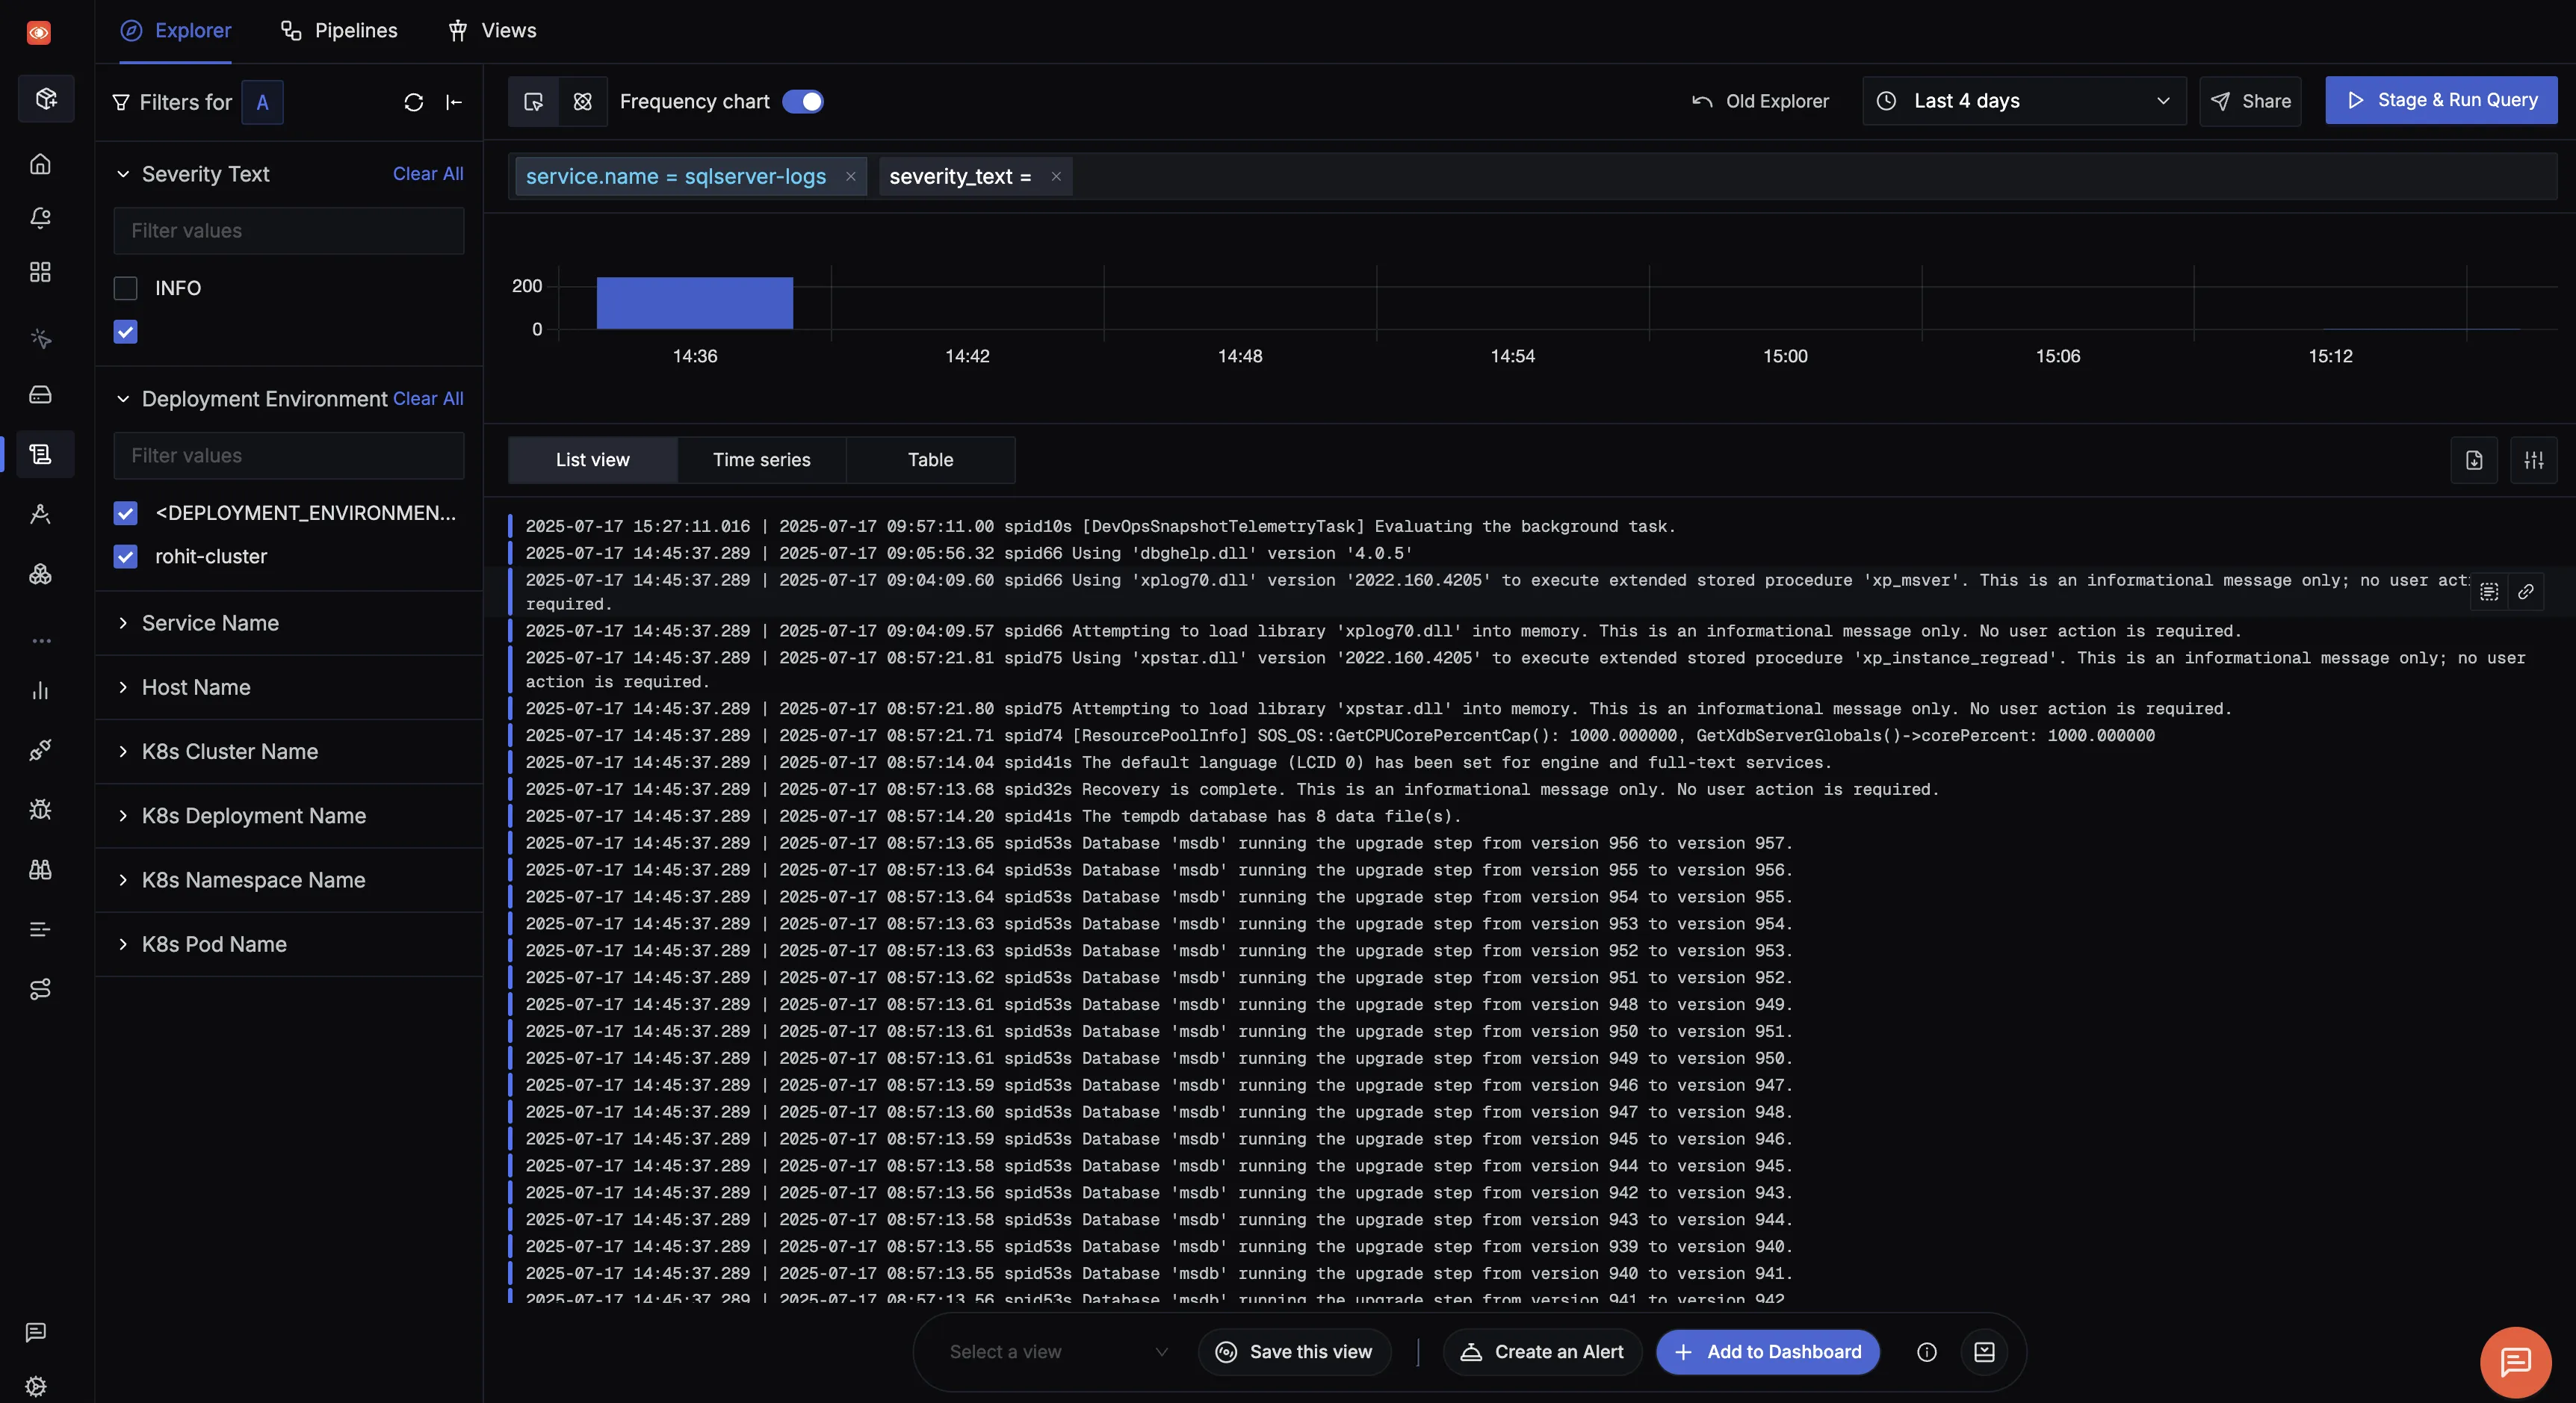 Explorer
Pipelines
Views
Filters for A
Frequency chart
Old Explorer
Last 4 days
Share
Stage & Run Query
Severity Text
Clear All
Filter values
INFO
Deployment Environment Clear All
Filter values
<DEPLOYMENT_ENVIRONMEN...
rohit-cluster
Service Name
Host Name
K8s Cluster Name
K8s Deployment Name
K8s Namespace Name
K8s Pod Name
service.name = sqlserver-logs
severity_text =
200
0
14:36
14:42
14:48
14:54
15:00
15:06
15:12
List view
Time series
Table
2025-07-17 15:27:11.016 | 2025-07-17 09:57:11.00 spid10s [DevOpsSnapshotTelemetryTask] Evaluating the background task.
2025-07-17 14:45:37.289 | 2025-07-17 09:05:56.32 spid66 Using 'dbghelp.dll' version '4.0.5'
2025-07-17 14:45:37.289 | 2025-07-17 09:04:09.60 spid66 Using 'xplog70.dll' version '2022.160.4205' to execute extended stored procedure 'xp_msver'. This is an informational message only; no user acti
required.
2025-07-17 14:45:37.289 | 2025-07-17 09:04:09.57 spid66 Attempting to load library 'xplog70.dll' into memory. This is an informational message only. No user action is required.
2025-07-17 14:45:37.289 | 2025-07-17 08:57:21.81 spid75 Using 'xpstar.dll' version '2022.160.4205' to execute extended stored procedure 'xp_instance_regread'. This is an informational message only; no user
action is required.
2025-07-17 14:45:37.289 | 2025-07-17 08:57:21.80 spid75 Attempting to load library 'xpstar.dll' into memory. This is an informational message only. No user action is required.
2025-07-17 14:45:37.289 | 2025-07-17 08:57:21.71 spid74 [ResourcePoolInfo] SOS_OS::GetCPUCorePercentCap(): 1000.000000, GetXdbServerGlobals()->corePercent: 1000.000000
2025-07-17 14:45:37.289 | 2025-07-17 08:57:14.04 spid41s The default language (LCID 0) has been set for engine and full-text services.
2025-07-17 14:45:37.289 | 2025-07-17 08:57:13.68 spid32s Recovery is complete. This is an informational message only. No user action is required.
2025-07-17 14:45:37.289 | 2025-07-17 08:57:14.20 spid41s The tempdb database has 8 data file(s).
2025-07-17 14:45:37.289 | 2025-07-17 08:57:13.65 spid53s Database 'msdb' running the upgrade step from version 956 to version 957.
2025-07-17 14:45:37.289 | 2025-07-17 08:57:13.64 spid53s Database 'msdb' running the upgrade step from version 955 to version 956.
2025-07-17 14:45:37.289 | 2025-07-17 08:57:13.64 spid53s Database 'msdb' running the upgrade step from version 954 to version 955.
2025-07-17 14:45:37.289 | 2025-07-17 08:57:13.63 spid53s Database 'msdb' running the upgrade step from version 953 to version 954.
2025-07-17 14:45:37.289 | 2025-07-17 08:57:13.63 spid53s Database 'msdb' running the upgrade step from version 952 to version 953.
2025-07-17 14:45:37.289 | 2025-07-17 08:57:13.62 spid53s Database 'msdb' running the upgrade step from version 951 to version 952.
2025-07-17 14:45:37.289 | 2025-07-17 08:57:13.61 spid53s Database 'msdb' running the upgrade step from version 948 to version 949.
2025-07-17 14:45:37.289 | 2025-07-17 08:57:13.61 spid53s Database 'msdb' running the upgrade step from version 950 to version 951.
2025-07-17 14:45:37.289 | 2025-07-17 08:57:13.61 spid53s Database 'msdb' running the upgrade step from version 949 to version 950.
2025-07-17 14:45:37.289 | 2025-07-17 08:57:13.59 spid53s Database 'msdb' running the upgrade step from version 946 to version 947.
2025-07-17 14:45:37.289 | 2025-07-17 08:57:13.60 spid53s Database 'msdb' running the upgrade step from version 947 to version 948.
2025-07-17 14:45:37.289 | 2025-07-17 08:57:13.59 spid53s Database 'msdb' running the upgrade step from version 945 to version 946.
2025-07-17 14:45:37.289 | 2025-07-17 08:57:13.58 spid53s Database 'msdb' running the upgrade step from version 944 to version 945.
2025-07-17 14:45:37.289 | 2025-07-17 08:57:13.56 spid53s Database 'msdb' running the upgrade step from version 942 to version 943.
2025-07-17 14:45:37.289 | 2025-07-17 08:57:13.58 spid53s Database 'msdb' running the upgrade step from version 943 to version 944.
2025-07-17 14:45:37.289 | 2025-07-17 08:57:13.55 spid53s Database 'msdb' running the upgrade step from version 939 to version 940.
2025-07-17 14:45:37.289 | 2025-07-17 08:57:13.55 spid53s Database 'msdb' running the upgrade step from version 940 to version 941.
2025-07-17 14:45:37.289 | 2025-07-17 08:57:13.56 spid53s Database 'msdb' running the upgrade step from version 941 to version 942
Select a view
Save this view
Create an Alert
Add to Dashboard